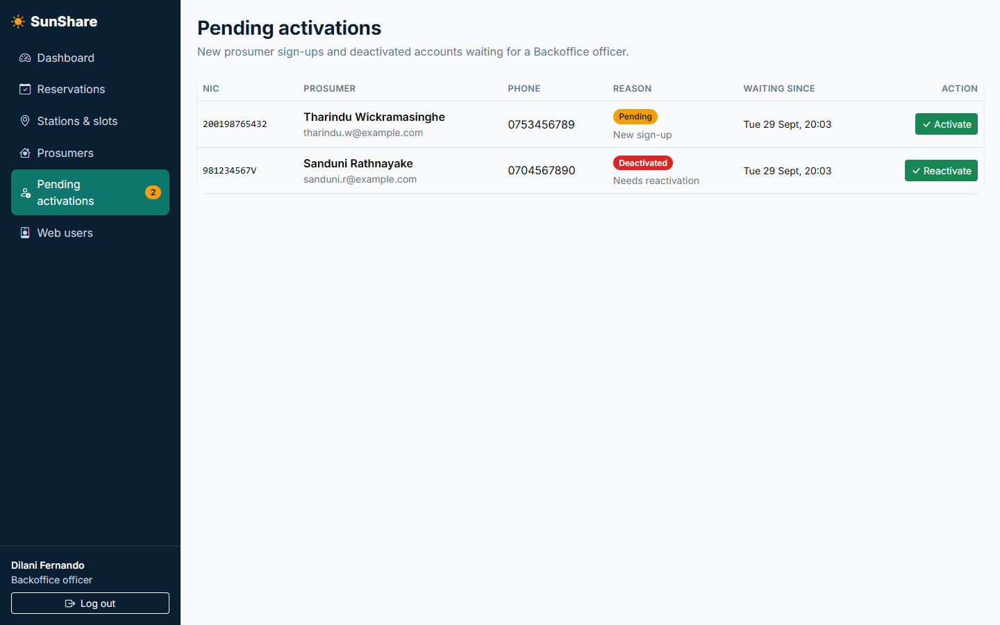 SunShare
Dashboard
Reservations
Stations & slots
Prosumers
Pending
activations
2
Web users
Dilani Fernando
Backoffice officer
Log out
Pending activations
New prosumer sign-ups and deactivated accounts waiting for a Backoffice officer.
NIC PROSUMER PHONE REASON WAITING SINCE ACTION
200198765432 Tharindu Wickramasinghe 0753456789 Pending Tue 29 Sept, 20:03 Activate
tharindu.w@example.com New sign-up
981234567V Sanduni Rathnayake 0704567890 Deactivated Tue 29 Sept, 20:03 Reactivate
sanduni.r@example.com Needs reactivation